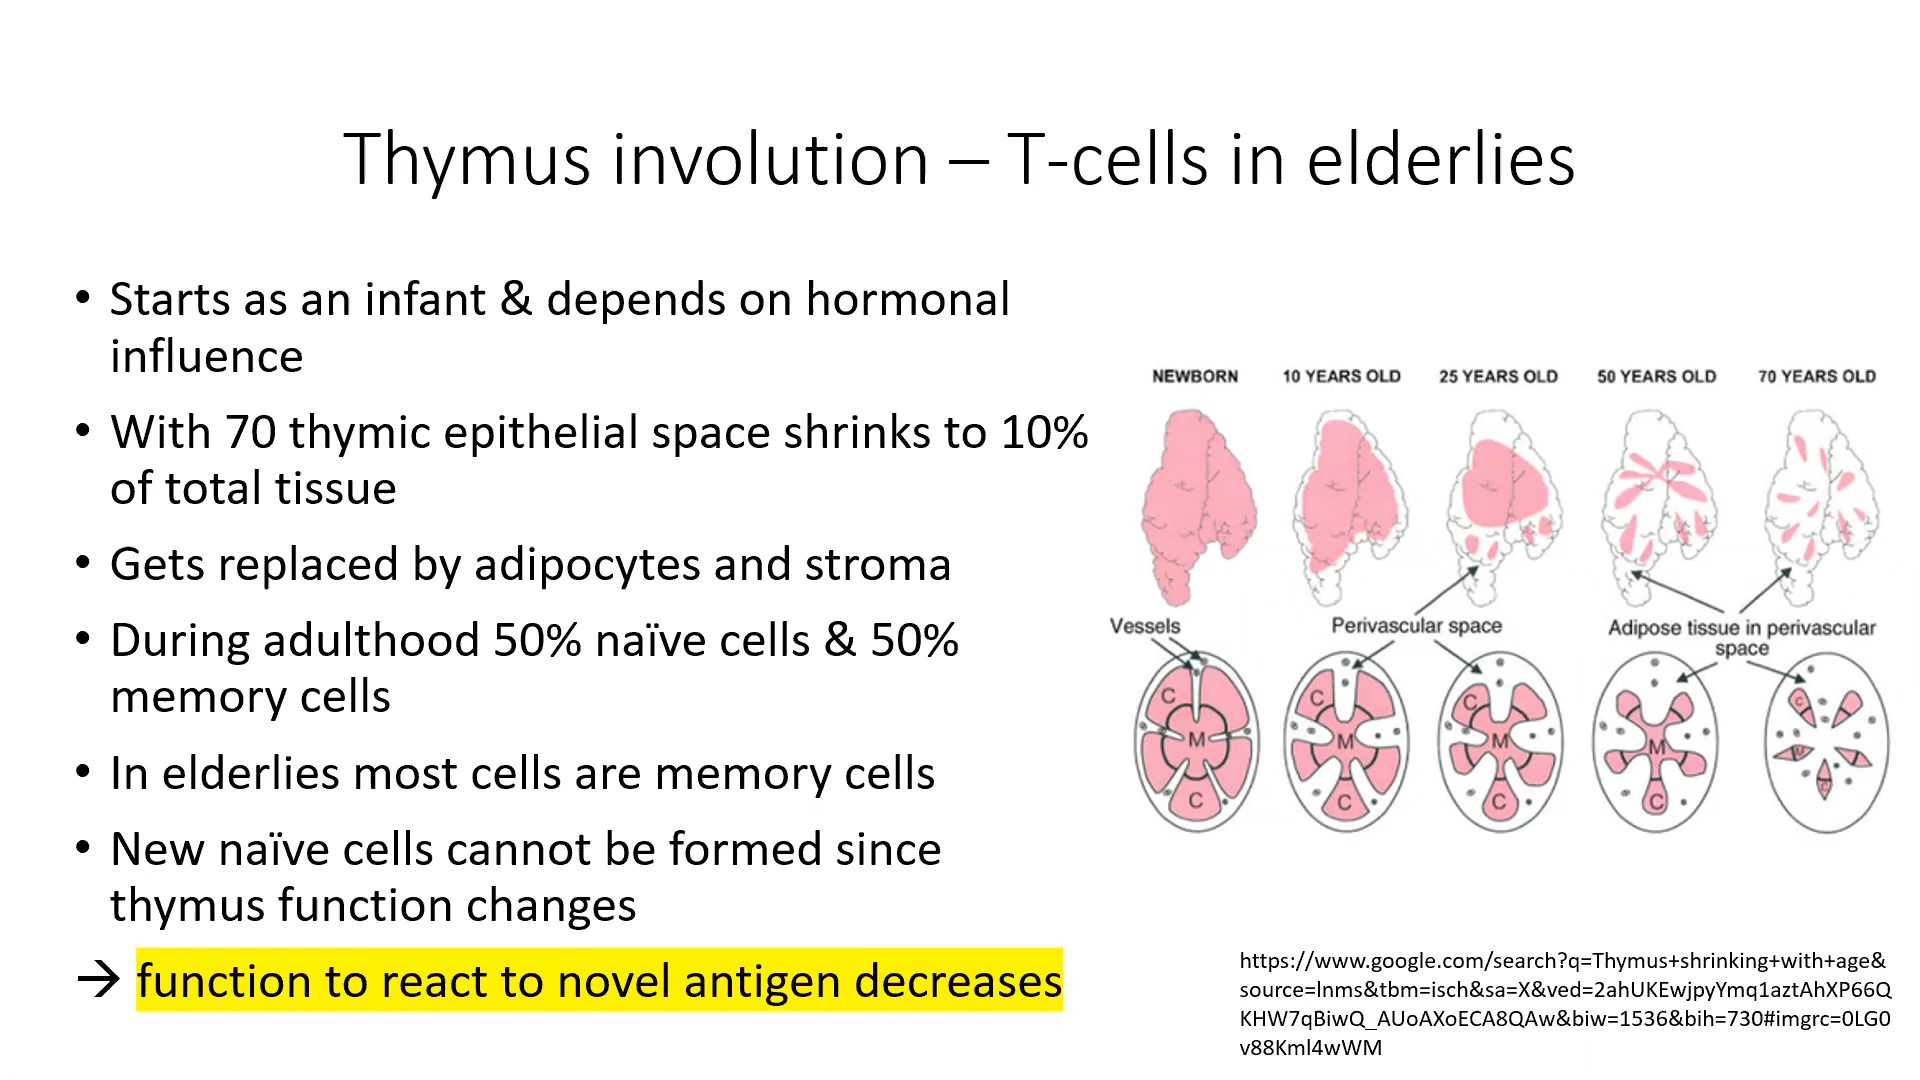 Thymus involution – T-cells in elderlies
• Starts as an infant & depends on hormonal
influence
• With 70 thymic epithelial space shrinks to 10%
of total tissue
• Gets replaced by adipocytes and stroma
• During adulthood 50% naïve cells & 50%
memory cells
• In elderlies most cells are memory cells
• New naïve cells cannot be formed since
thymus function changes
→ function to react to novel antigen decreases
NEWBORN 10 YEARS OLD 25 YEARS OLD 50 YEARS OLD 70 YEARS OLD
Vessels Perivascular space Adipose tissue in perivascular
space
C C C C
M M M M M
C C C C C
https://www.google.com/search?q=Thymus+shrinking+with+age&
source=lnms&tbm=isch&sa=X&ved=2ahUKEwjpyYmq1aztAhXP66Q
KHW7qBiwQ_AUoAXoECA8QAw&biw=1536&bih=730#imgrc=0LG0
v88Kml4wWM